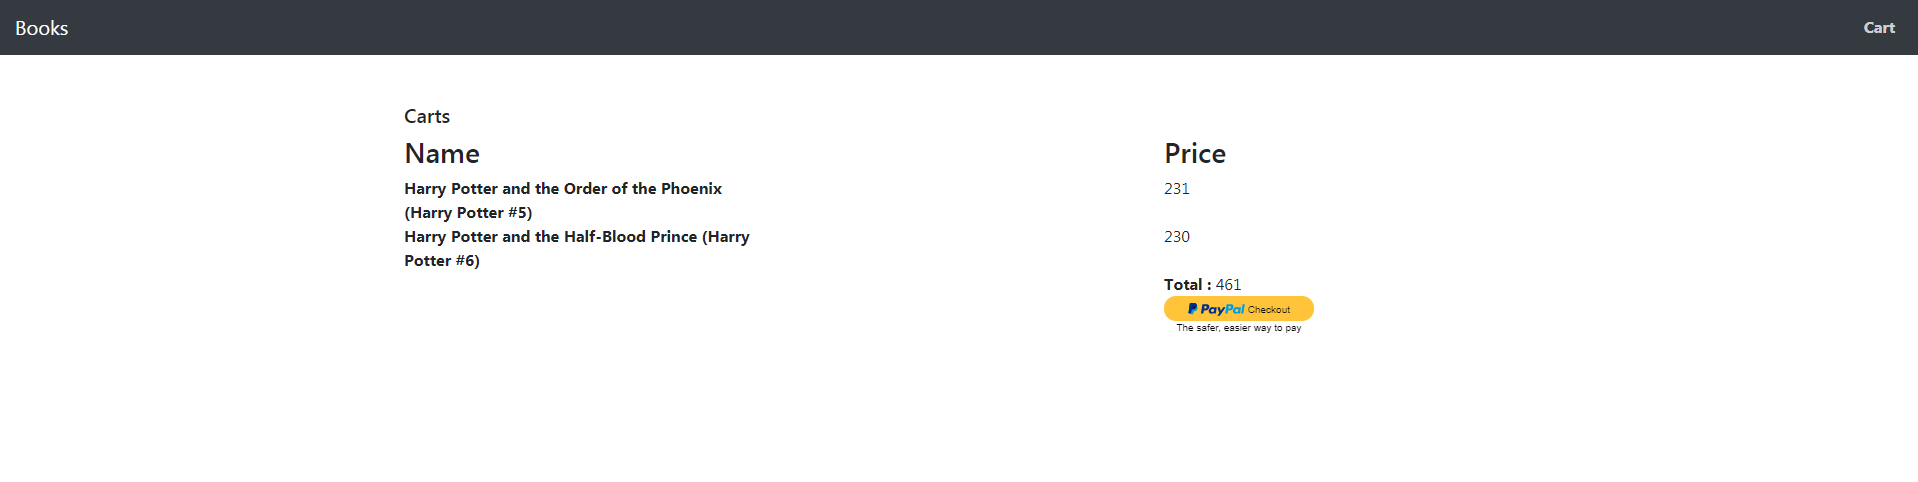 Books Cart
Carts
Name Price
Harry Potter and the Order of the Phoenix 231
(Harry Potter #5)
Harry Potter and the Half-Blood Prince (Harry 230
Potter #6)
Total : 461
PayPal Checkout
The safer, easier way to pay